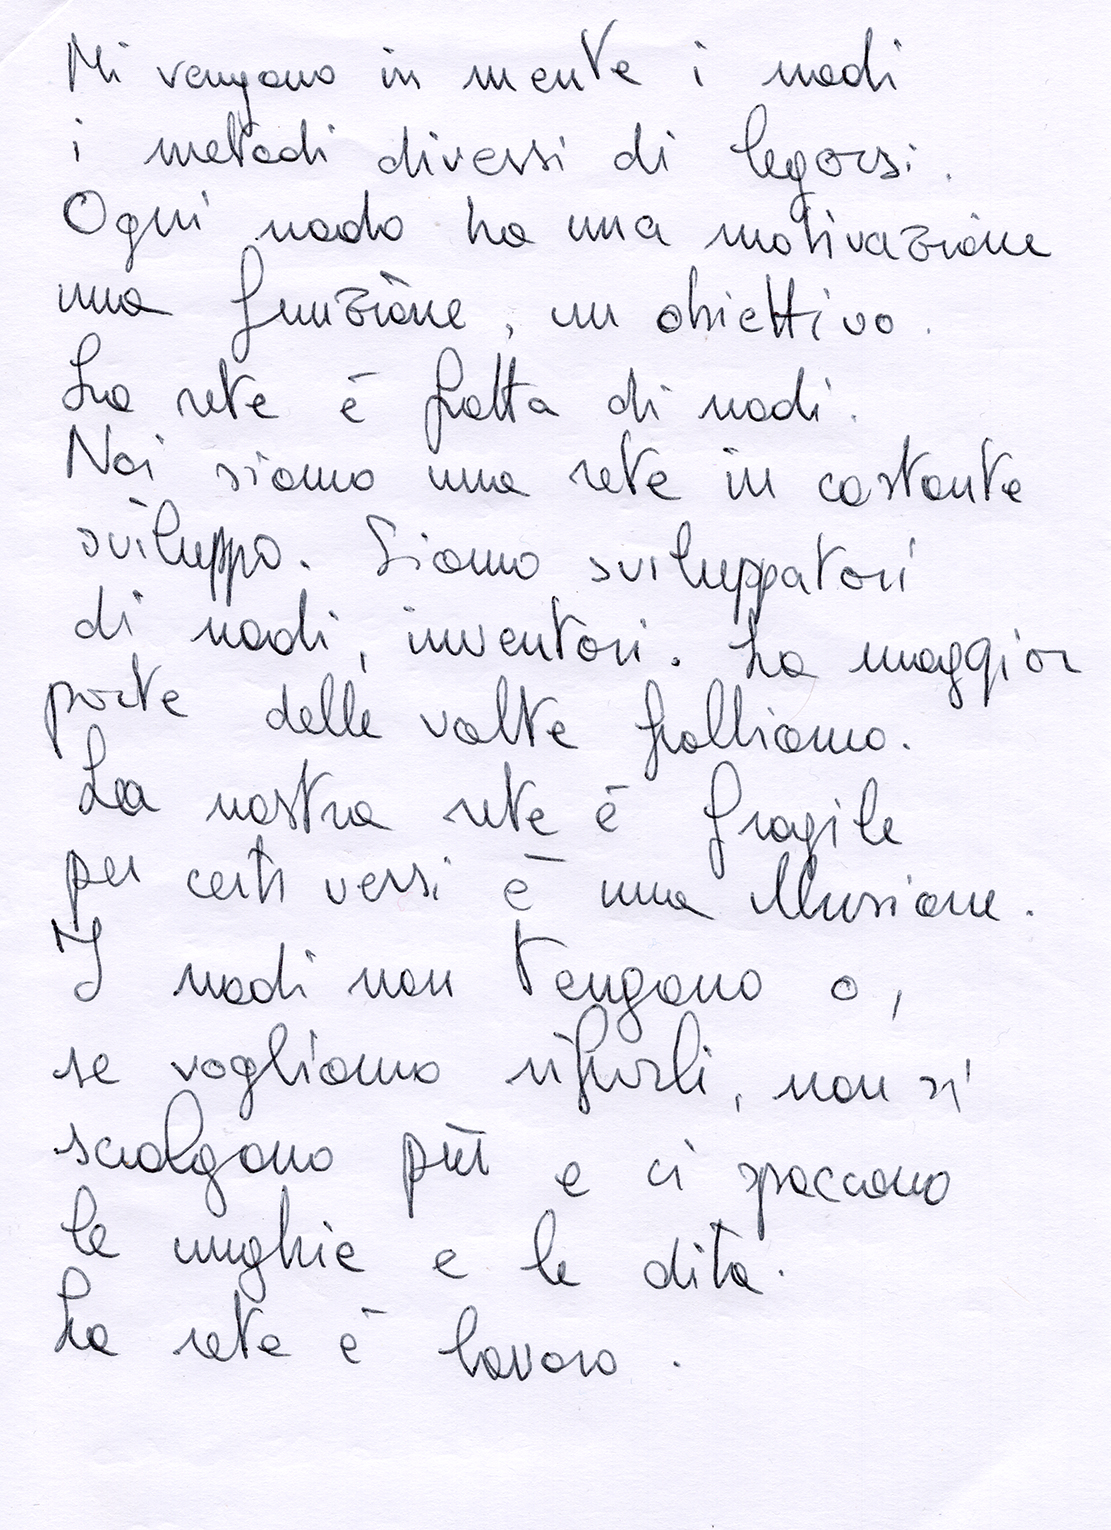 Mi vengono in mente i nodi
i metodi diversi di legarsi.
Ogni nodo ha una motivazione
una funzione, un obiettivo.
La rete è fatta di nodi.
Noi siamo una rete in costante
sviluppo. Siamo sviluppatori
di nodi, inventori. La maggior
parte delle volte falliamo.
La nostra rete è fragile
per certi versi è una illusione.
I nodi non tengono o,
se vogliamo rifarli, non si
sciolgono più e ci spaccano
le unghie e le dita.
La rete è lavoro.